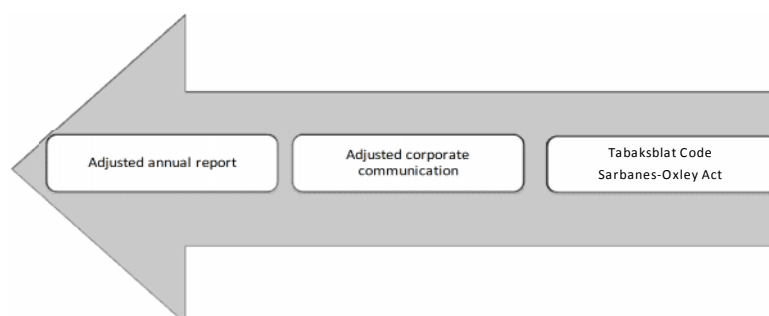 Adjusted annual report
Adjusted corporate
communication
Tabaksblat Code
Sarbanes-Oxley Act